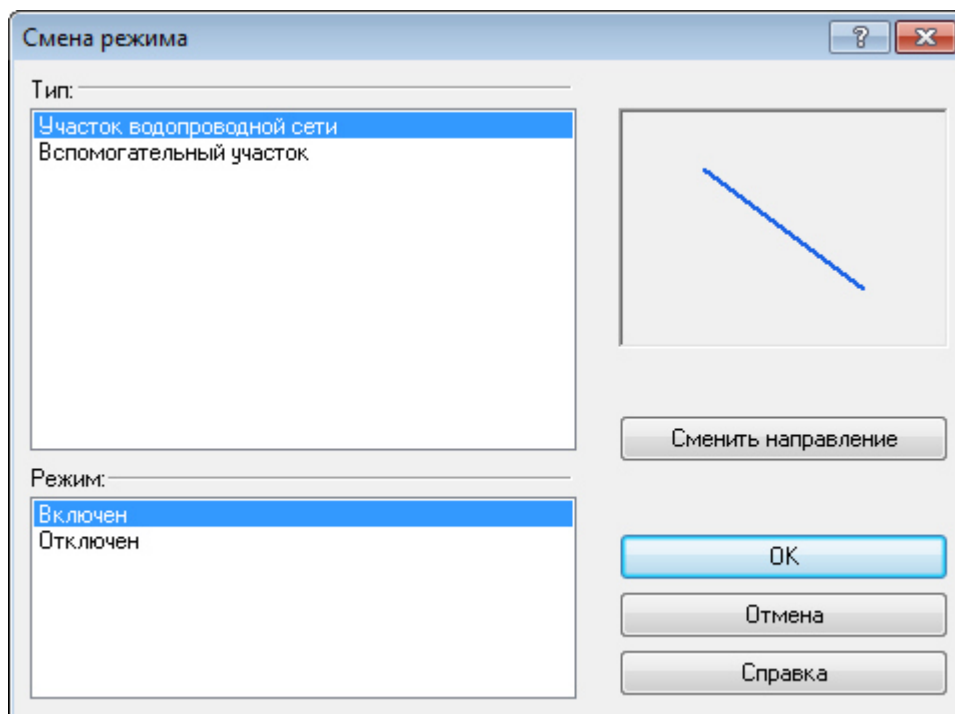 Смена режима
Тип:
Участок водопроводной сети
Вспомогательный участок
Сменить направление
Режим:
Включен
Отключен
OK
Отмена
Справка